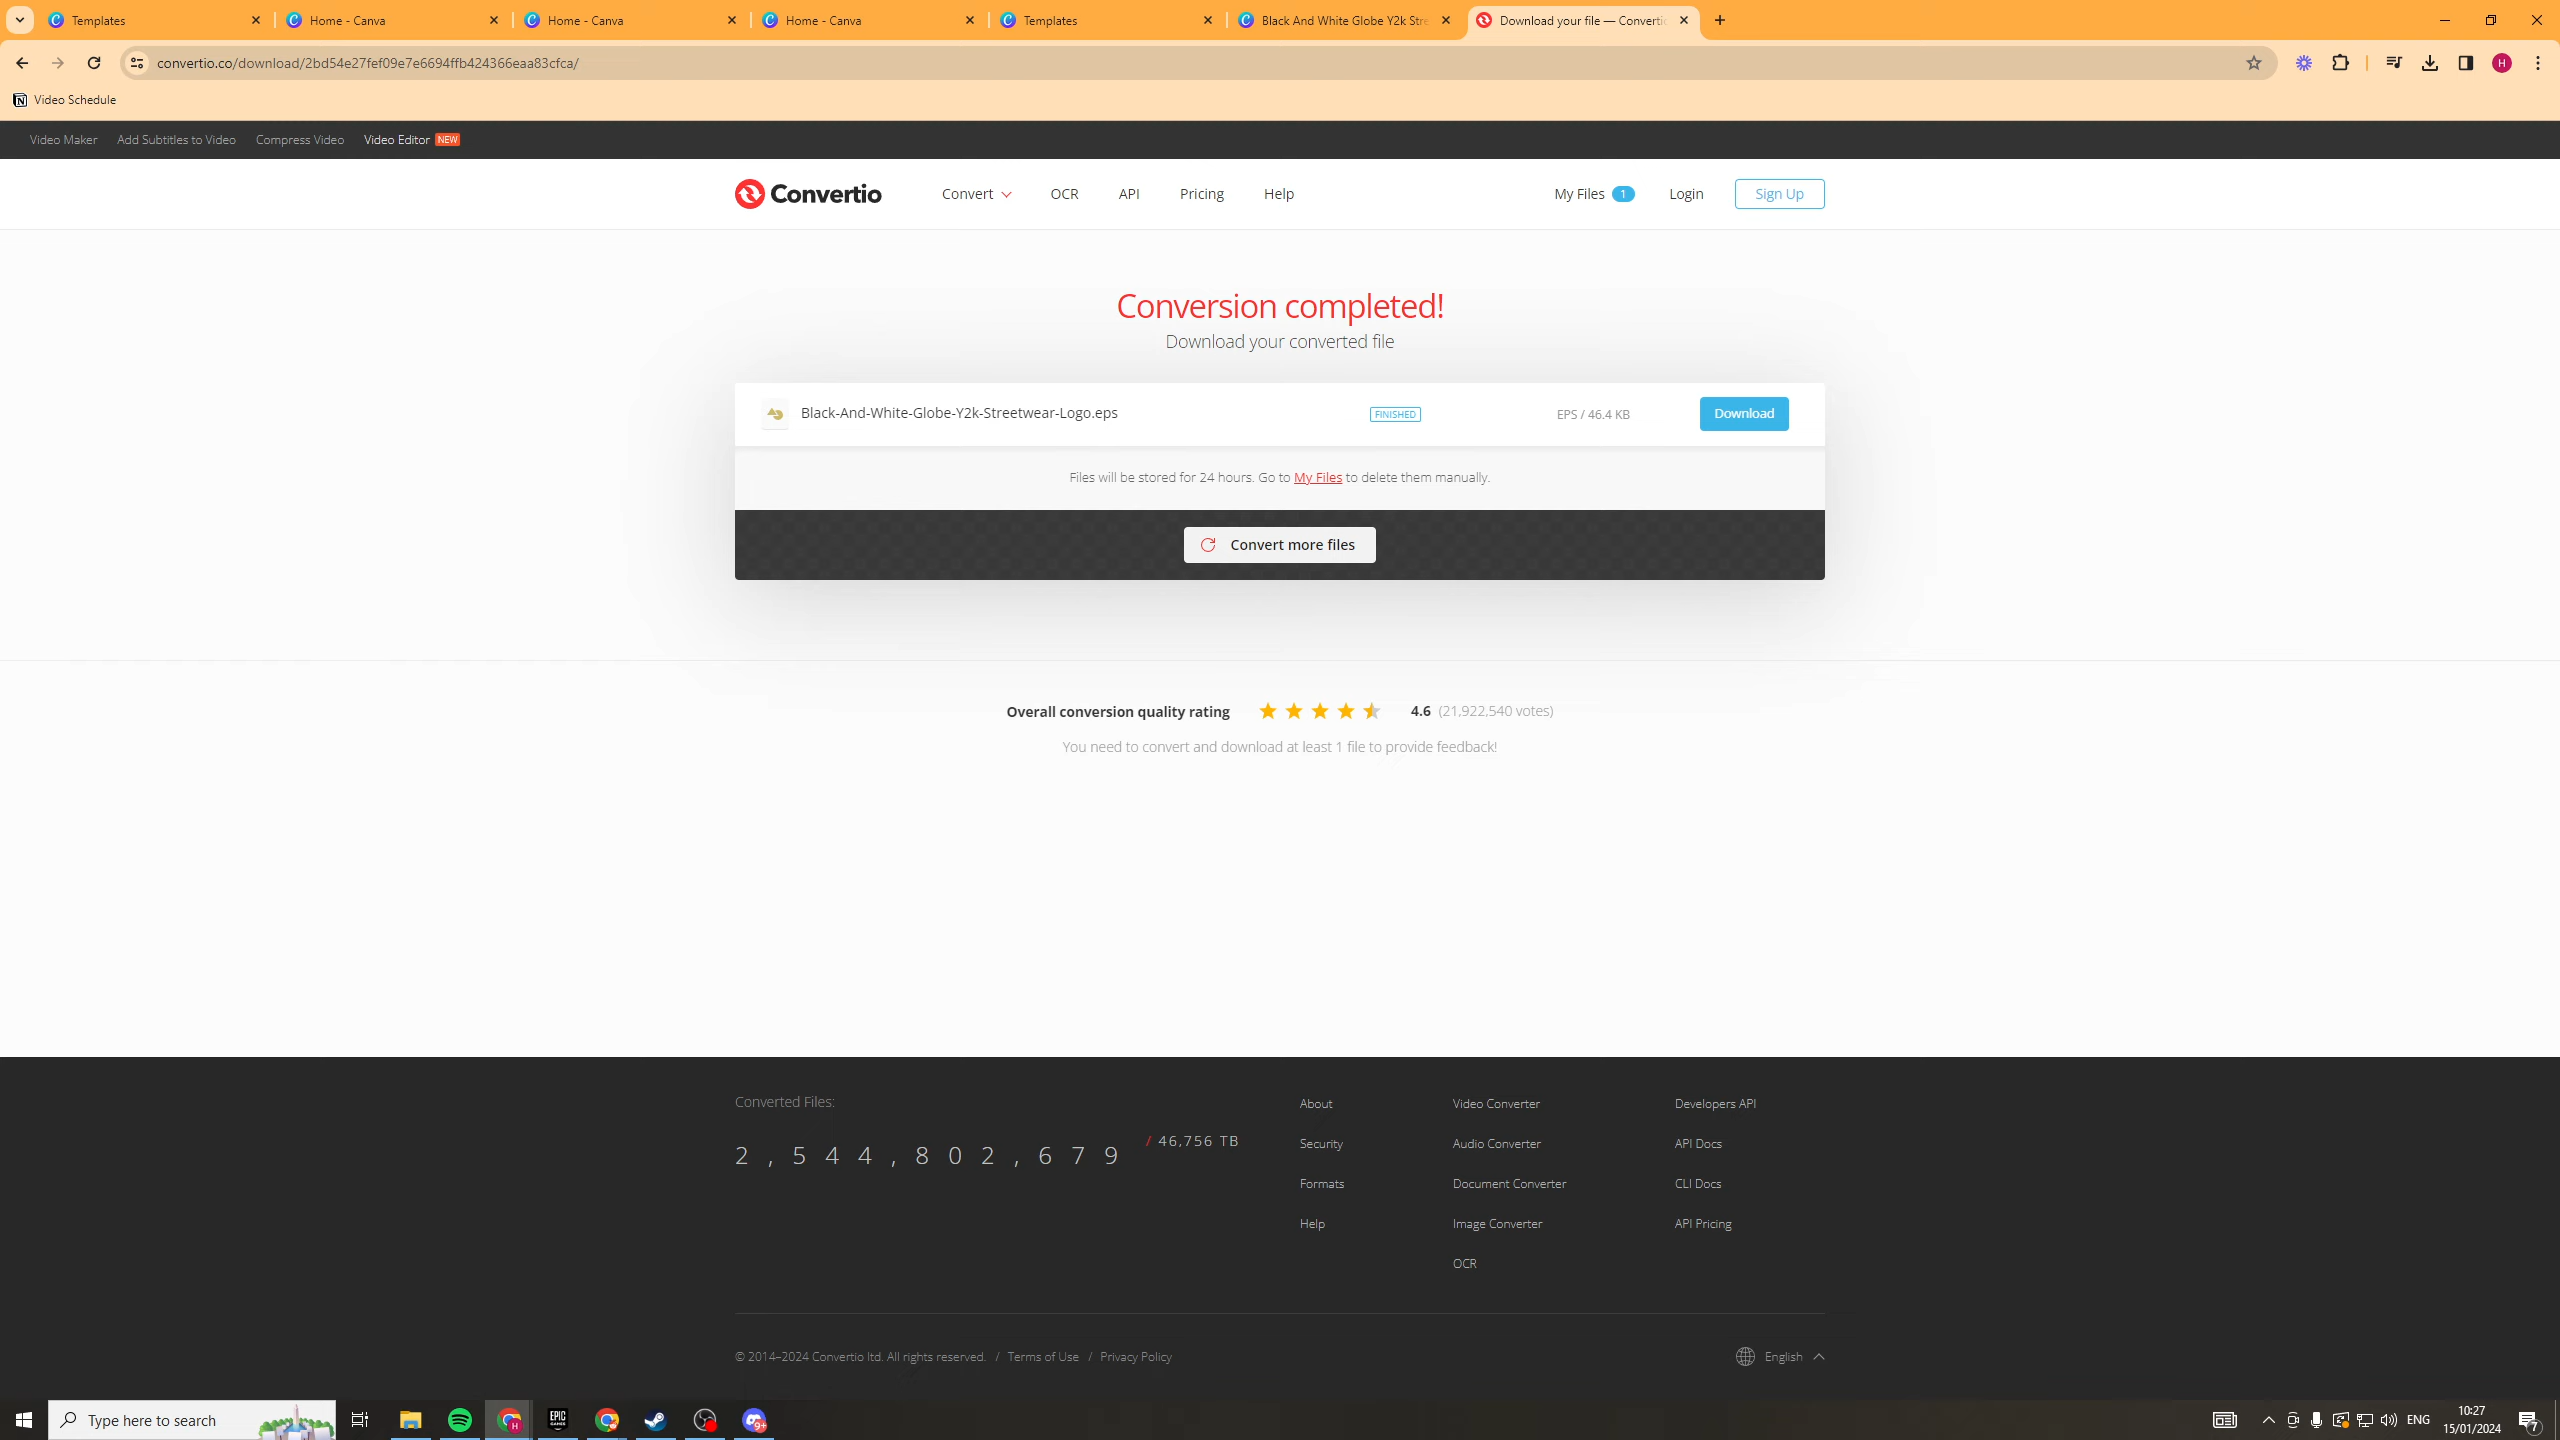 Templates
Home - Canva
Home - Canva
Home - Canva
Templates
Black And White Globe Y2k Stre
Download your file — Converti
convertio.co/download/2bd54e27fef09e7e6694ffb424366eaa83cfca/
H
Video Schedule
Video Maker
Add Subtitles to Video
Compress Video
Video Editor NEW
Convertio
Convert
OCR
API
Pricing
Help
My Files 1
Login
Sign Up
Conversion completed!
Download your converted file
Black-And-White-Globe-Y2k-Streetwear-Logo.eps
FINISHED
EPS / 46.4 KB
Download
Files will be stored for 24 hours. Go to My Files to delete them manually.
Convert more files
Overall conversion quality rating
4.6 (21,922,540 votes)
You need to convert and download at least 1 file to provide feedback!
Converted Files:
2,544,802,679
/ 46,756 TB
About
Security
Formats
Help
Video Converter
Audio Converter
Document Converter
Image Converter
OCR
Developers API
API Docs
CLI Docs
API Pricing
© 2014–2024 Convertio ltd. All rights reserved. / Terms of Use / Privacy Policy
English
Type here to search
H
EPIC
GAMES
9+
ENG
10:27
15/01/2024
7